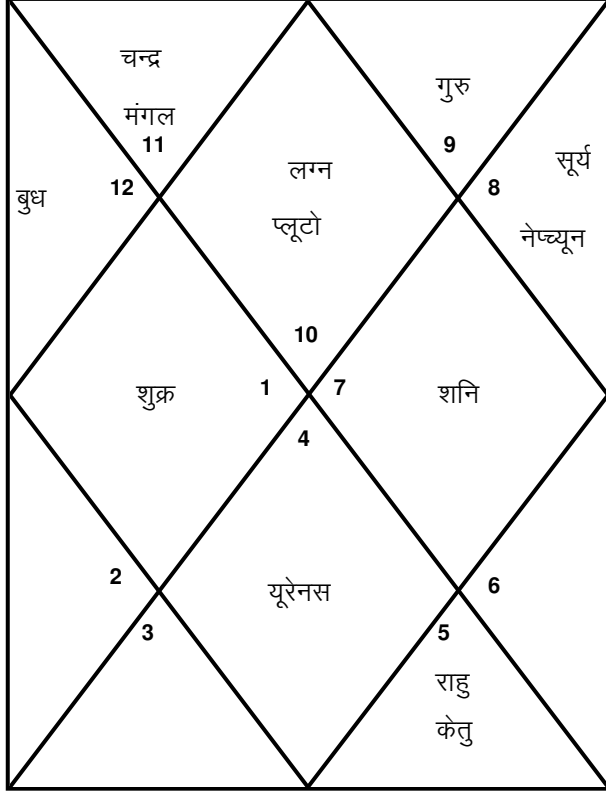 चन्द्र
मंगल
11
गुरु
9
लग्न
प्लूटो
10
सूर्य
8
नेप्च्यून
12
बुध
शुक्र
1
7
शनि
4
2
3
यूरेनस
6
5
राहु
केतु